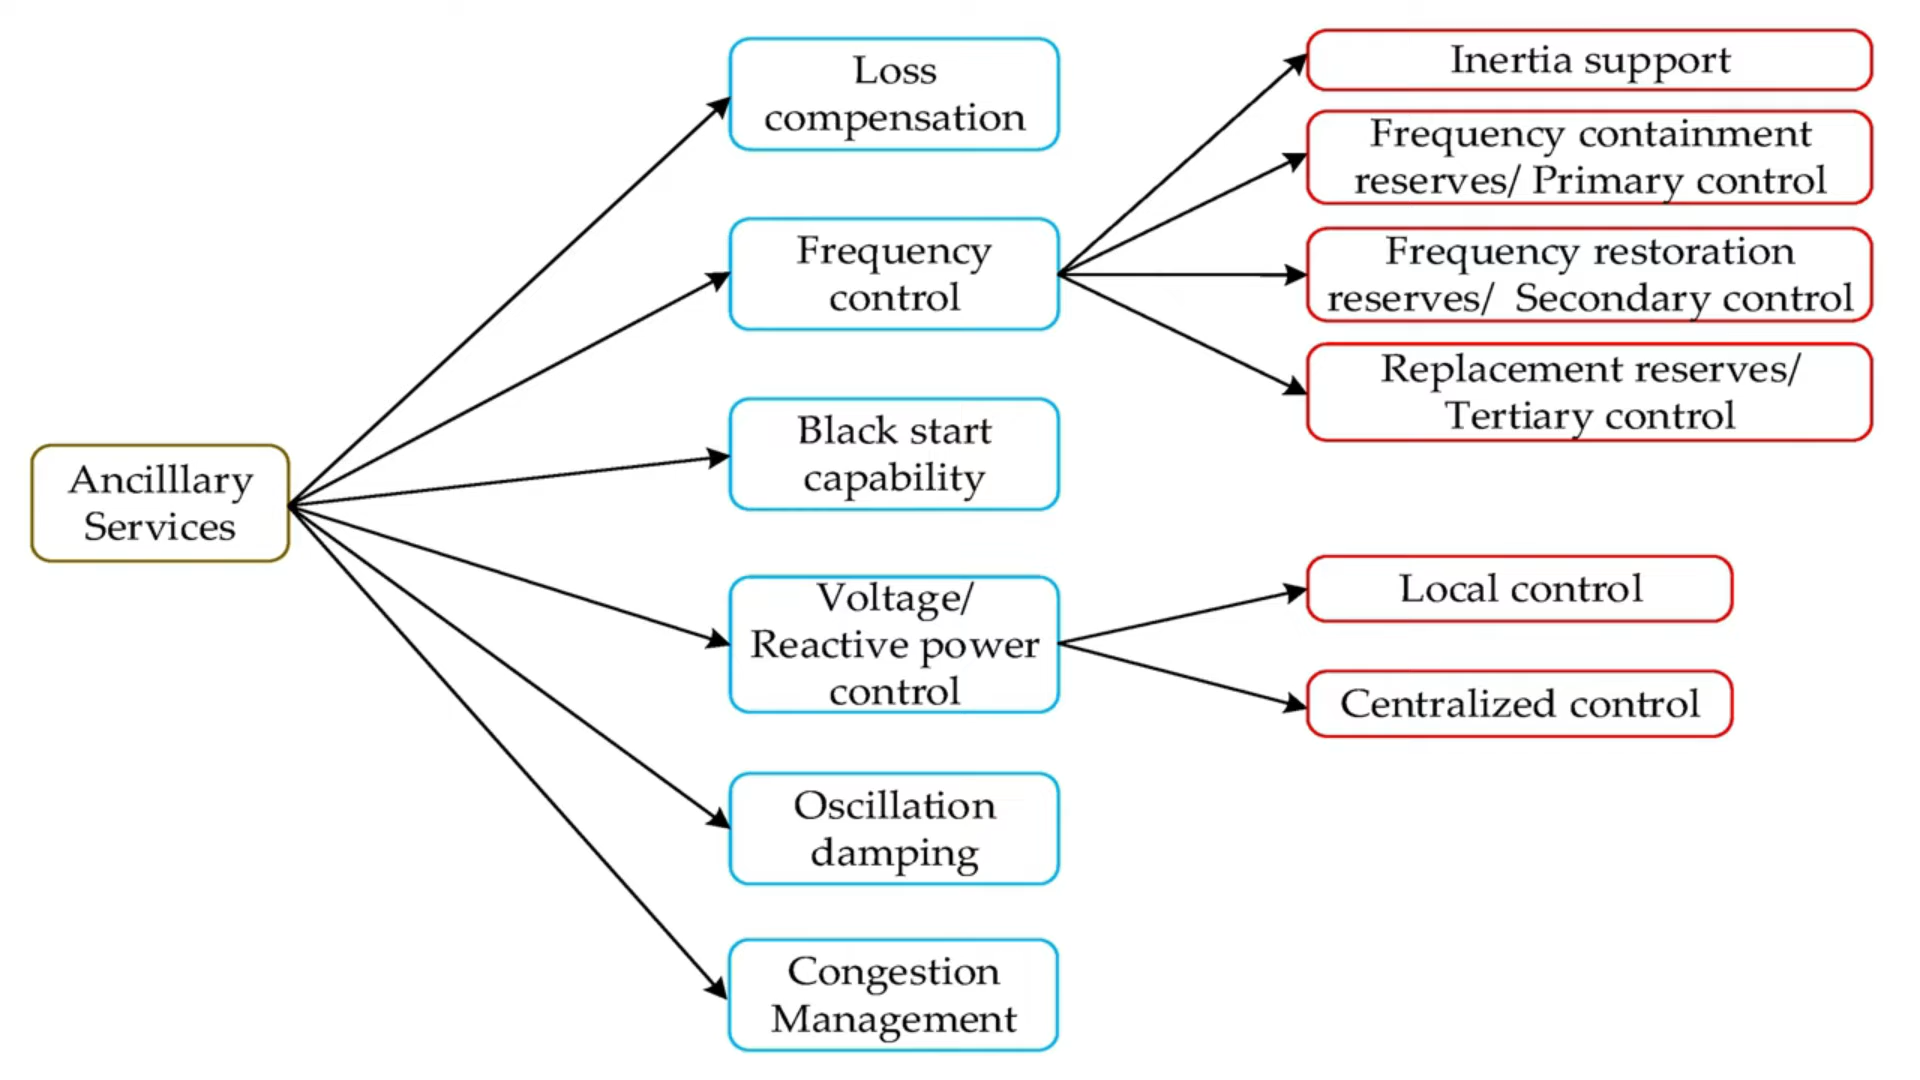 Ancilllary
Services
Loss
compensation
Frequency
control
Black start
capability
Voltage/
Reactive power
control
Oscillation
damping
Congestion
Management
Inertia support
Frequency containment
reserves/ Primary control
Frequency restoration
reserves/ Secondary control
Replacement reserves/
Tertiary control
Local control
Centralized control